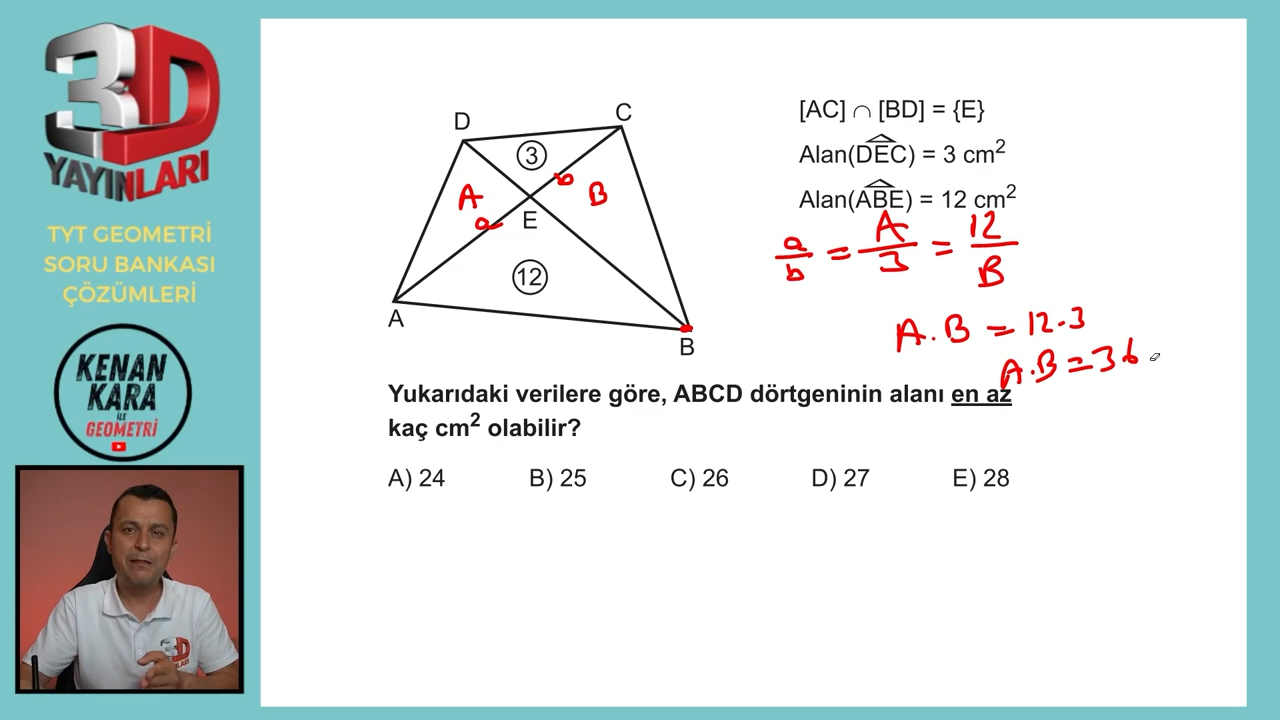 3D
YAYINLARI
TYT GEOMETRİ
SORU BANKASI
ÇÖZÜMLERİ
KENAN
KARA
İLE
GEOMETRİ
3D
D
C
3
A
b
B
a
E
12
A
B
[AC] ∩ [BD] = {E}
Alan(DEC) = 3 cm²
Alan(ABE) = 12 cm²
a/b = A/3 = 12/B
A.B = 12.3
A.B = 36
Yukarıdaki verilere göre, ABCD dörtgeninin alanı en az
kaç cm² olabilir?
A) 24 B) 25 C) 26 D) 27 E) 28